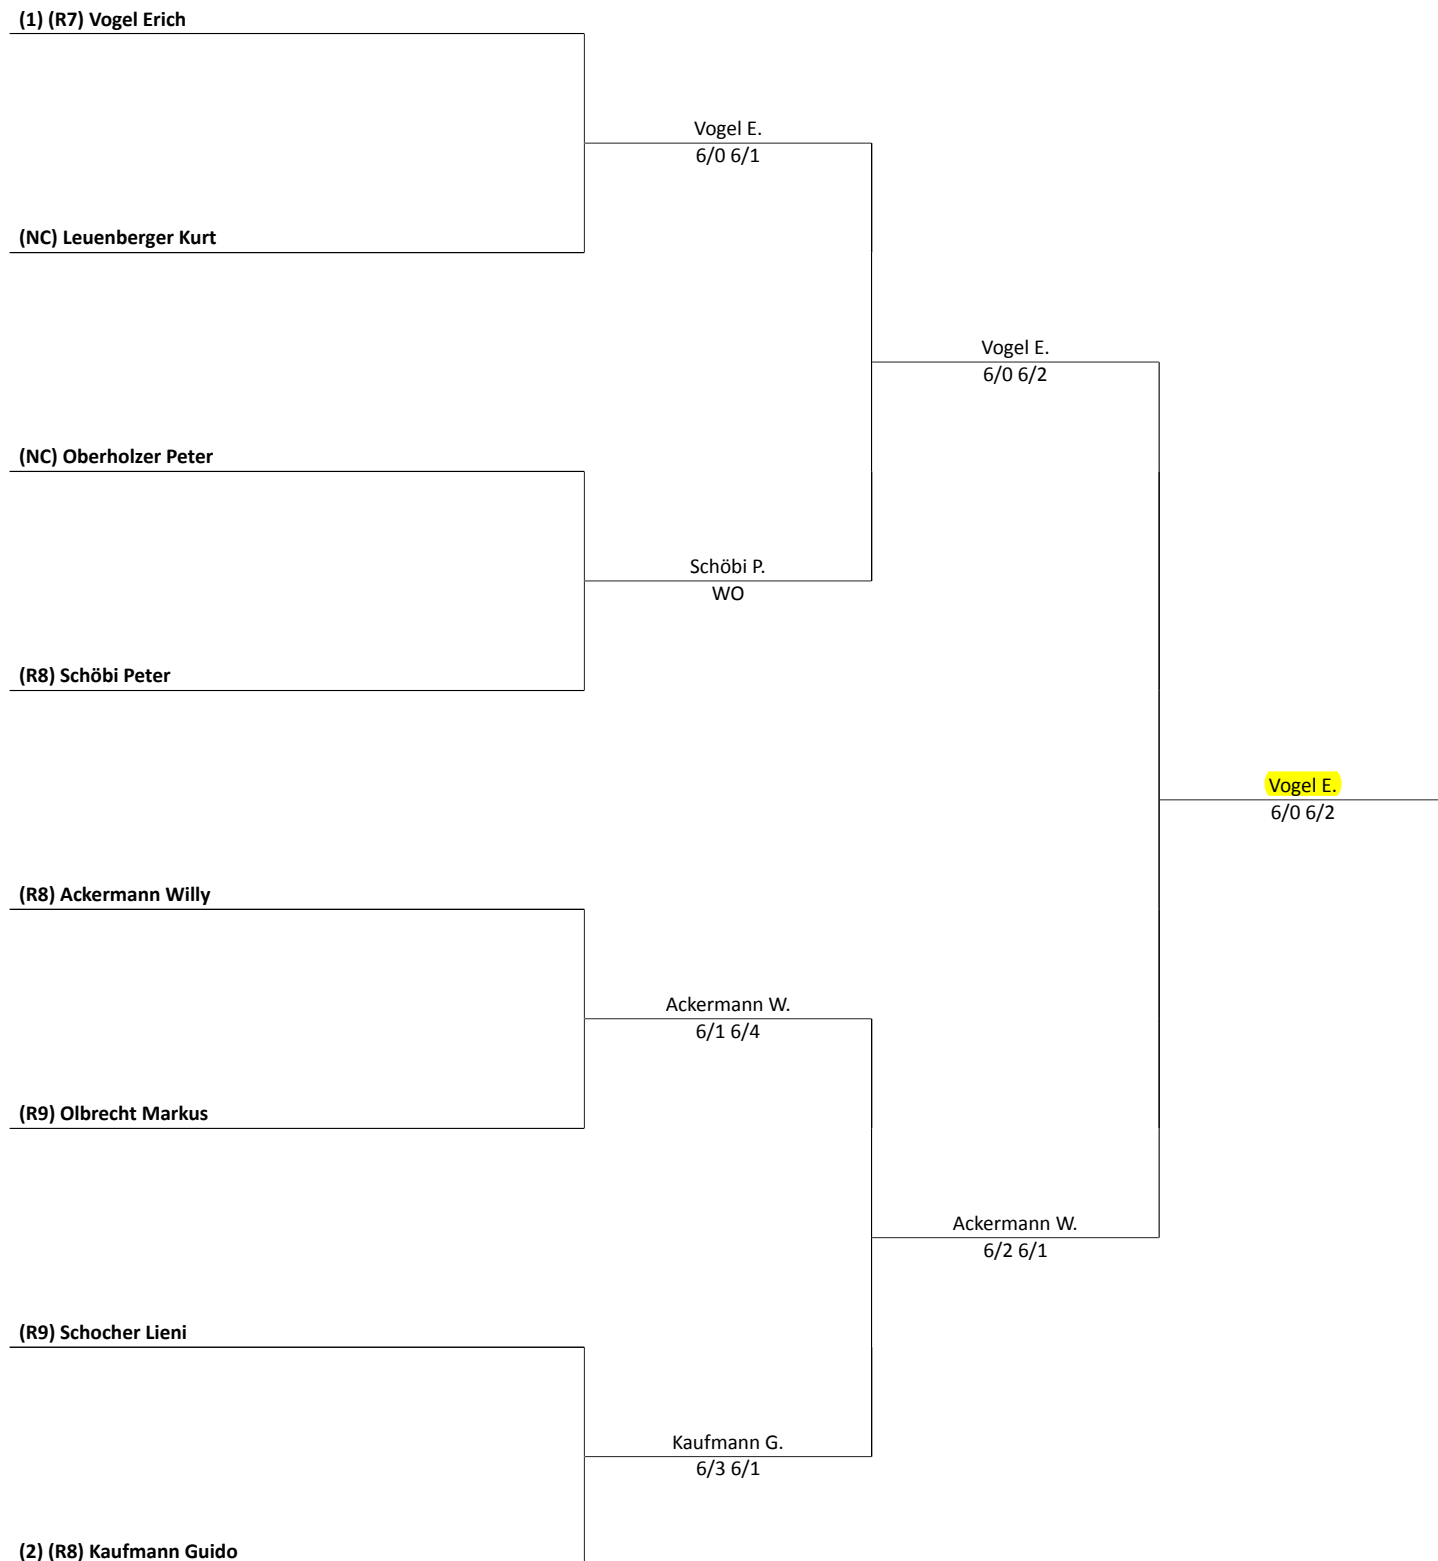 (1) (R7) Vogel Erich
Vogel E.
6/0 6/1
(NC) Leuenberger Kurt
Vogel E.
6/0 6/2
(NC) Oberholzer Peter
Schöbi P.
WO
(R8) Schöbi Peter
Vogel E.
6/0 6/2
(R8) Ackermann Willy
Ackermann W.
6/1 6/4
(R9) Olbrecht Markus
Ackermann W.
6/2 6/1
(R9) Schocher Lieni
Kaufmann G.
6/3 6/1
(2) (R8) Kaufmann Guido